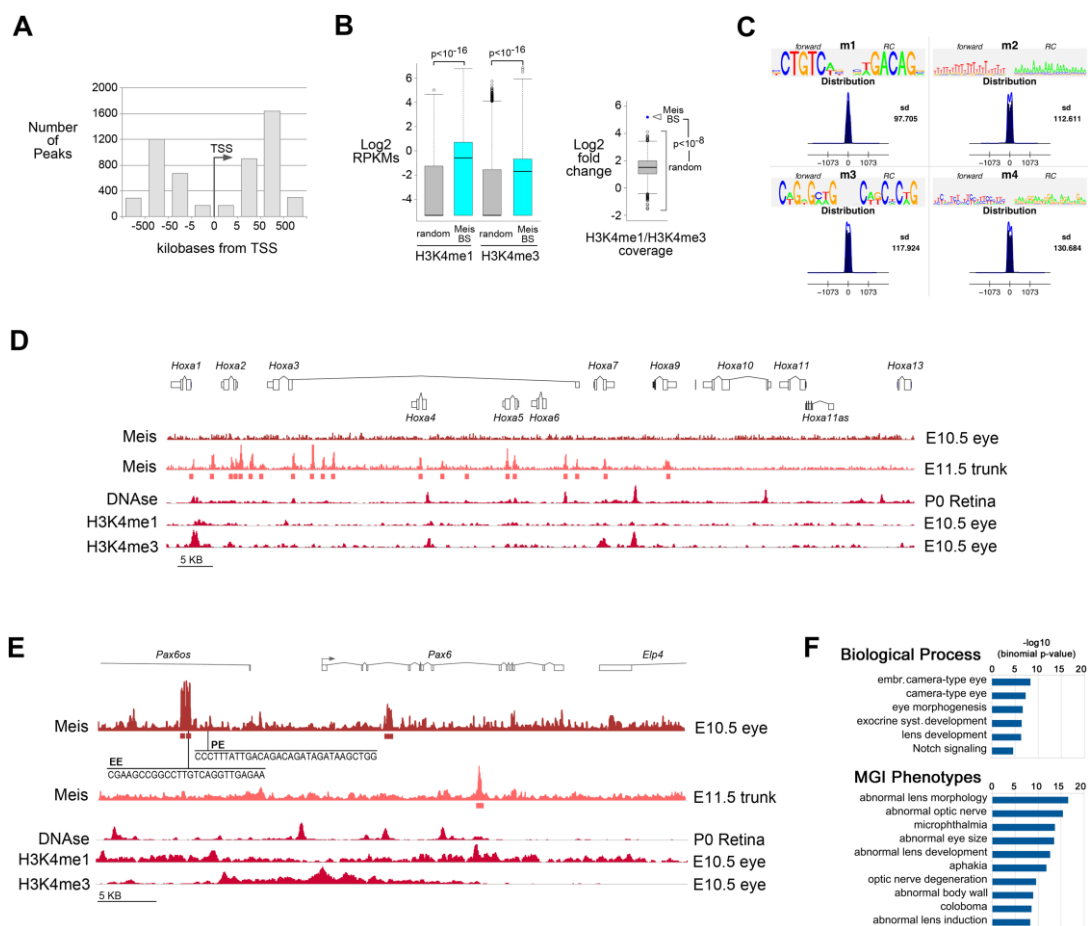 A
Number
of
Peaks
2000
1600
1200
800
400
0
TSS
-500 -50 -5 0 5 50 500
kilobases from TSS
B
p<10-16 p<10-16
Log2
RPKMs
6
4
2
0
-2
-4
random Meis BS random Meis BS
H3K4me1 H3K4me3
Log2
fold
change
6
5
4
3
2
1
0
-1
-2
Meis
BS
p<10-8
random
H3K4me1/H3K4me3
coverage
C
forward m1 RC
CTGTCA TGACAG
Distribution
sd
97.705
forward m2 RC
Distribution
sd
112.611
forward m3 RC
Distribution
sd
117.924
−1073 0 1073
forward m4 RC
Distribution
sd
130.684
−1073 0 1073
D
Hoxa1 Hoxa2 Hoxa3 Hoxa7 Hoxa9 Hoxa10 Hoxa11 Hoxa13
Hoxa4 Hoxa5 Hoxa6 Hoxa11as
Meis E10.5 eye
Meis E11.5 trunk
DNAse P0 Retina
H3K4me1 E10.5 eye
H3K4me3 E10.5 eye
5 KB
E
Pax6os Pax6 Elp4
Meis E10.5 eye
PE
CCCTTTATTGACAGACAGATAGATAAGCTGG
EE
CGAAGCCGGCCTTGTCAGGTTGAGAA
Meis E11.5 trunk
DNAse P0 Retina
H3K4me1 E10.5 eye
H3K4me3 E10.5 eye
5 KB
F
-log10
Biological Process (binomial p-value)
0 5 10 15 20
embr. camera-type eye
camera-type eye
eye morphogenesis
exocrine syst. development
lens development
Notch signaling
MGI Phenotypes
0 5 10 15 20
abnormal lens morphology
abnormal optic nerve
microphthalmia
abnormal eye size
abnormal lens development
aphakia
optic nerve degeneration
abnormal body wall
coloboma
abnormal lens induction